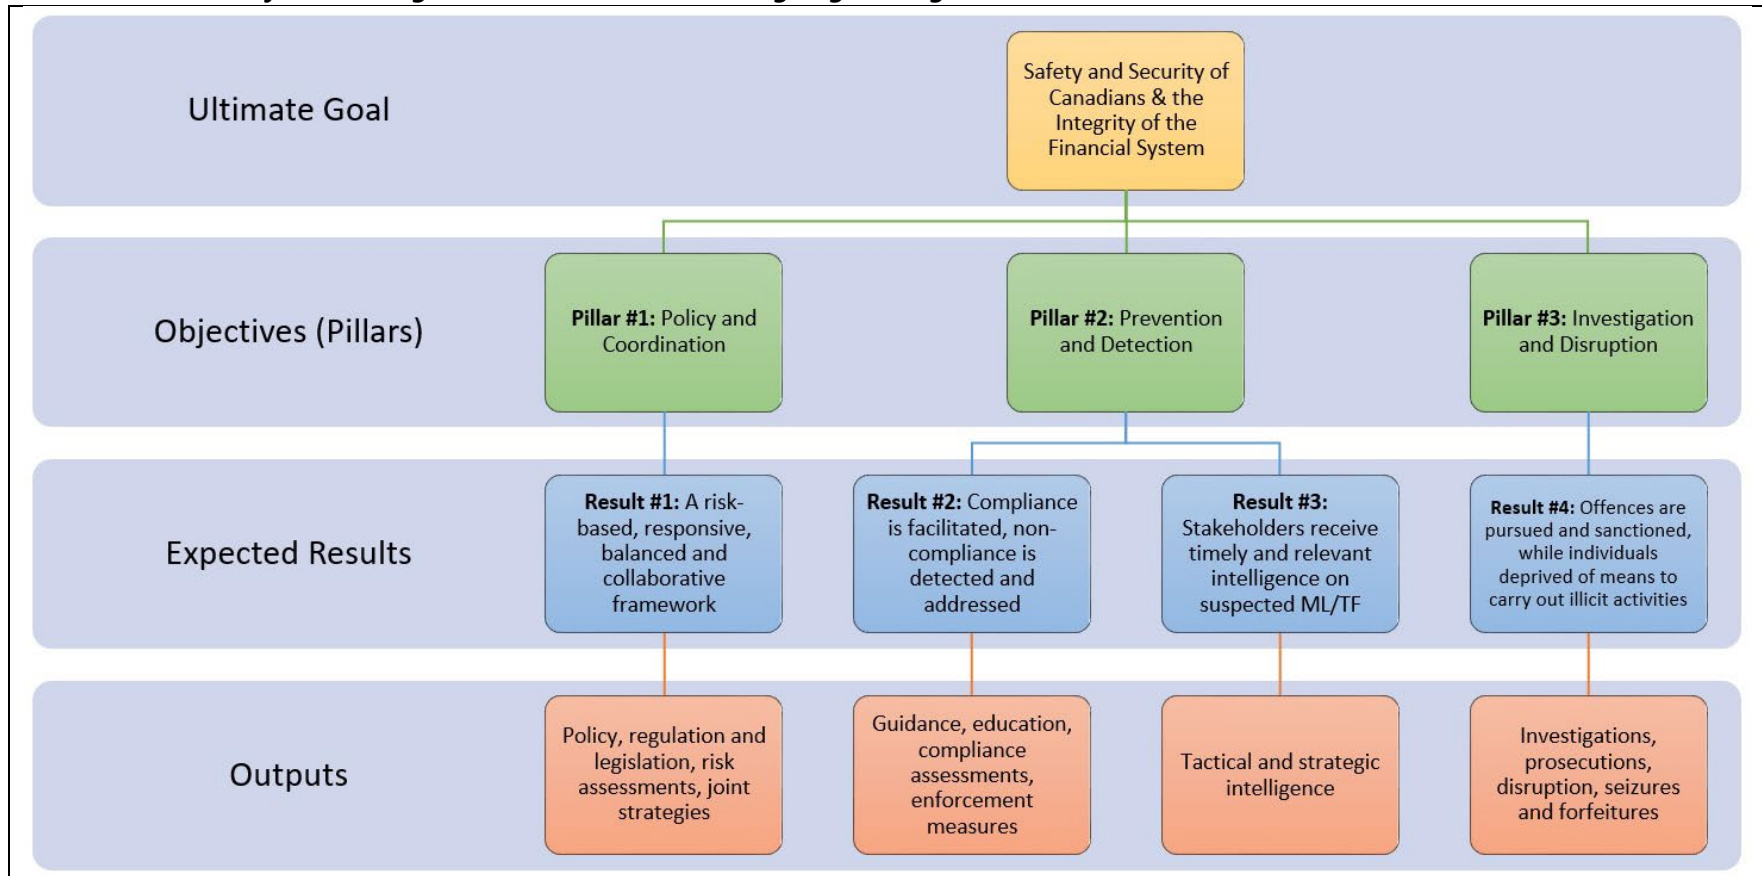 Ultimate Goal
Safety and Security of
Canadians & the
Integrity of the
Financial System
Objectives (Pillars)
Pillar #1: Policy and
Coordination
Pillar #2: Prevention
and Detection
Pillar #3: Investigation
and Disruption
Expected Results
Result #1: A risk-
based, responsive,
balanced and
collaborative
framework
Result #2: Compliance
is facilitated, non-
compliance is
detected and
addressed
Result #3:
Stakeholders receive
timely and relevant
intelligence on
suspected ML/TF
Result #4: Offences are
pursued and sanctioned,
while individuals
deprived of means to
carry out illicit activities
Outputs
Policy, regulation and
legislation, risk
assessments, joint
strategies
Guidance, education,
compliance
assessments,
enforcement
measures
Tactical and strategic
intelligence
Investigations,
prosecutions,
disruption, seizures
and forfeitures